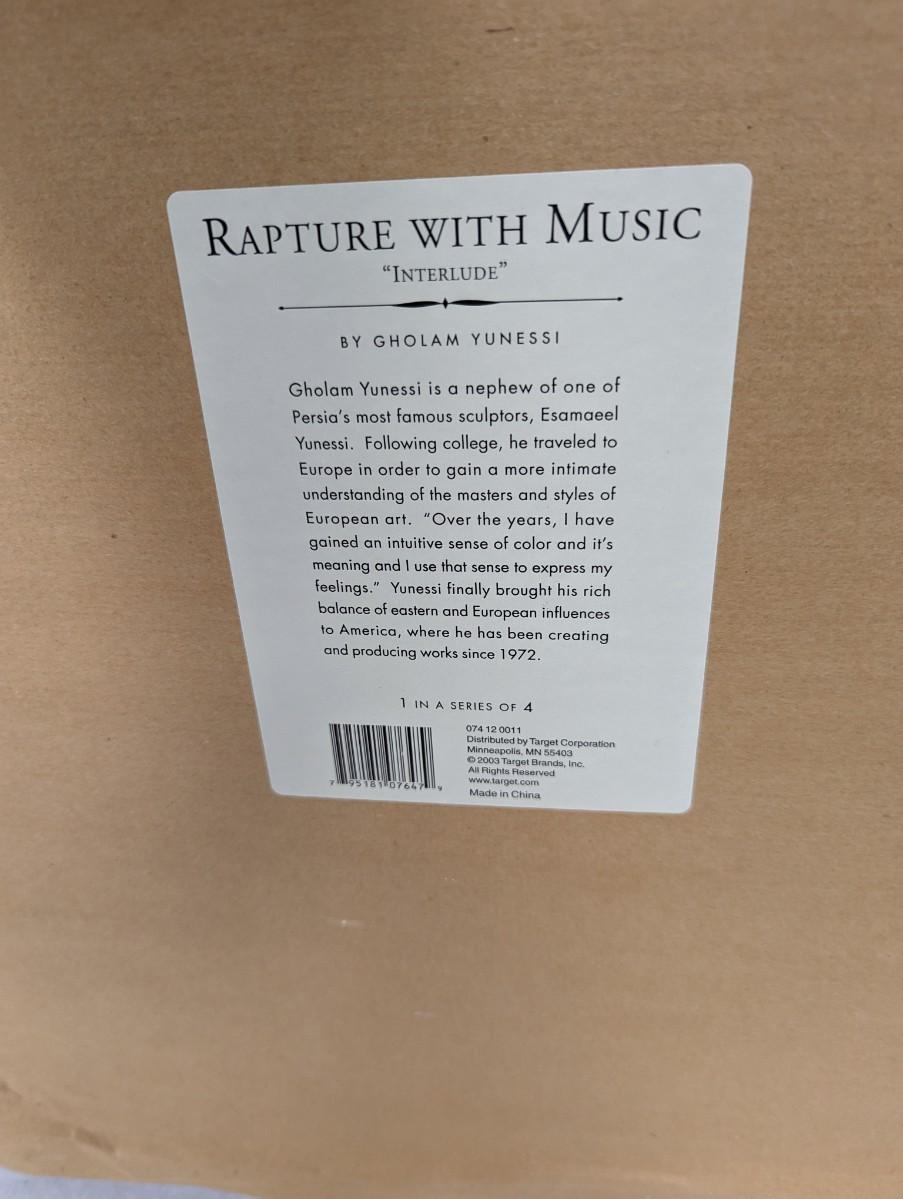 RAPTURE WITH MUSIC
“INTERLUDE”
BY GHOLAM YUNESSI
Gholam Yunessi is a nephew of one of
Persia’s most famous sculptors, Esamaeel
Yunessi. Following college, he traveled to
Europe in order to gain a more intimate
understanding of the masters and styles of
European art. “Over the years, I have
gained an intuitive sense of color and it’s
meaning and I use that sense to express my
feelings.” Yunessi finally brought his rich
balance of eastern and European influences
to America, where he has been creating
and producing works since 1972.
1 IN A SERIES OF 4
074 12 0011
Distributed by Target Corporation
Minneapolis, MN 55403
© 2003 Target Brands, Inc.
All Rights Reserved
www.target.com
Made in China
7 95181 07647 9